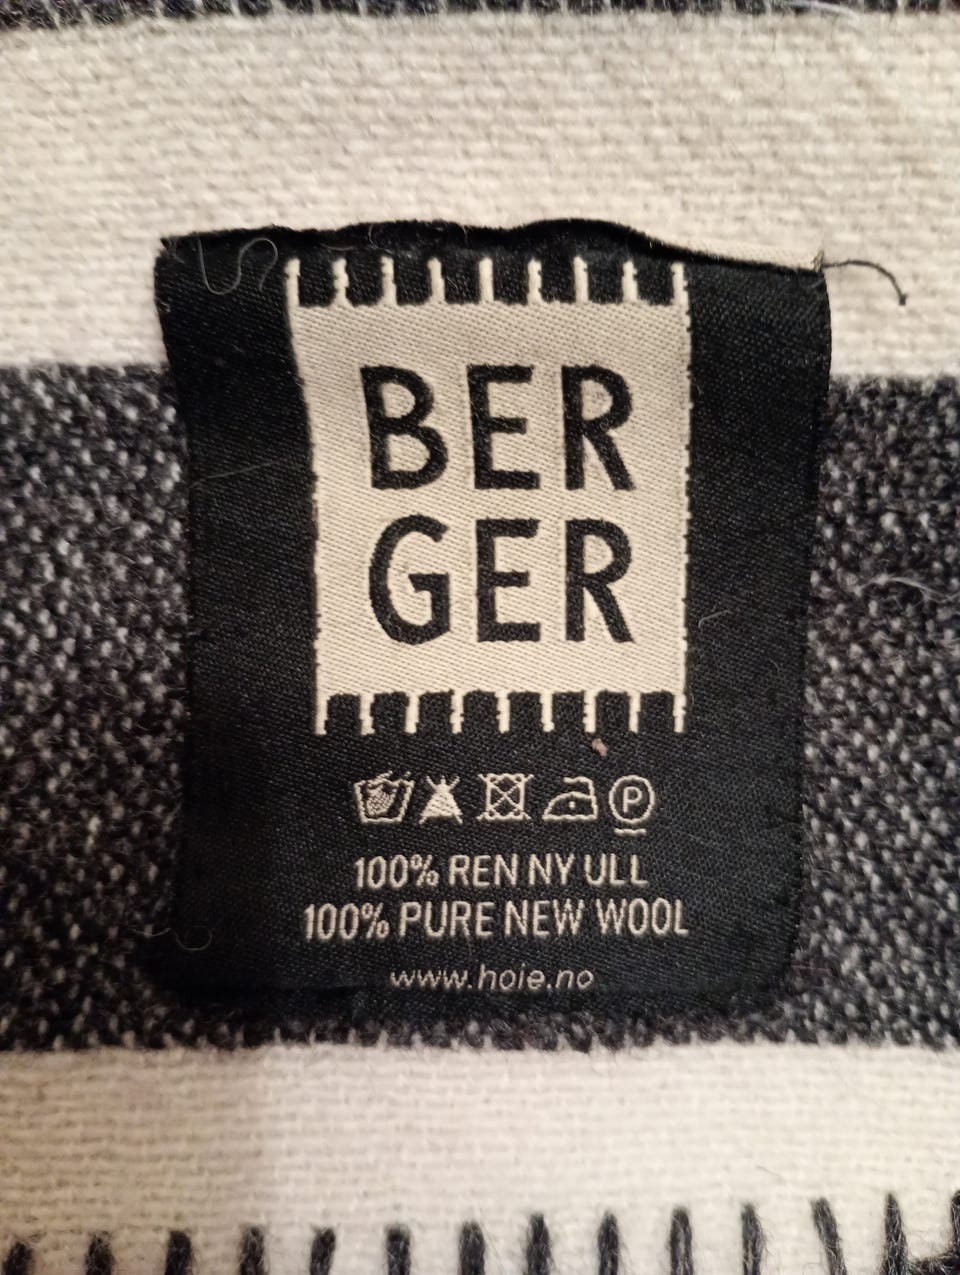 BER
GER
P
100% REN NY ULL
100% PURE NEW WOOL
www.hoie.no